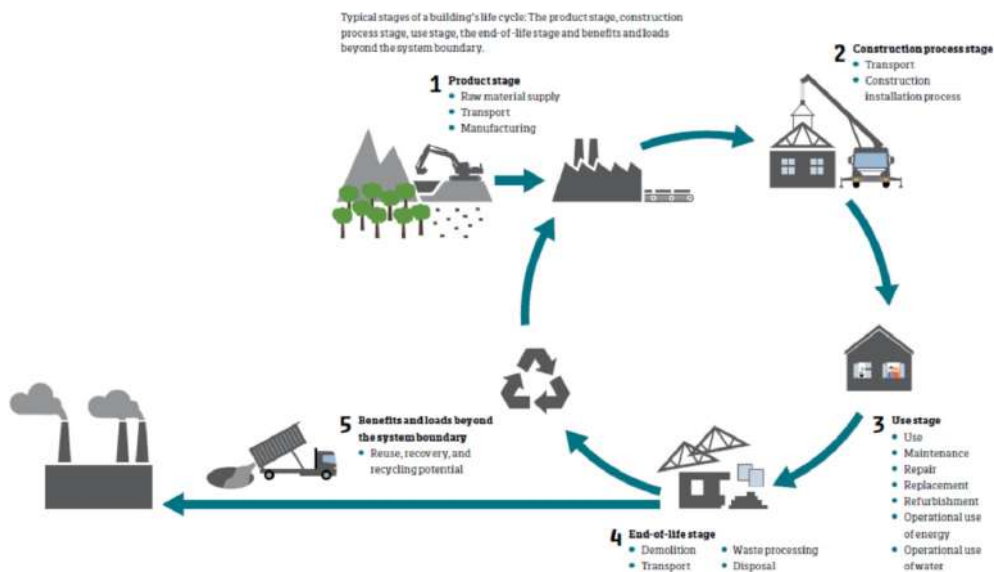 Typical stages of a building's life cycle: The product stage, construction
process stage, use stage, the end-of-life stage and benefits and loads
beyond the system boundary.
1 Product stage
• Raw material supply
• Transport
• Manufacturing
2 Construction process stage
• Transport
• Construction
installation process
3 Use stage
• Use
• Maintenance
• Repair
• Replacement
• Refurbishment
• Operational use
of energy
• Operational use
of water
4 End-of-life stage
• Demolition
• Transport
• Waste processing
• Disposal
5 Benefits and loads beyond
the system boundary
• Reuse, recovery, and
recycling potential